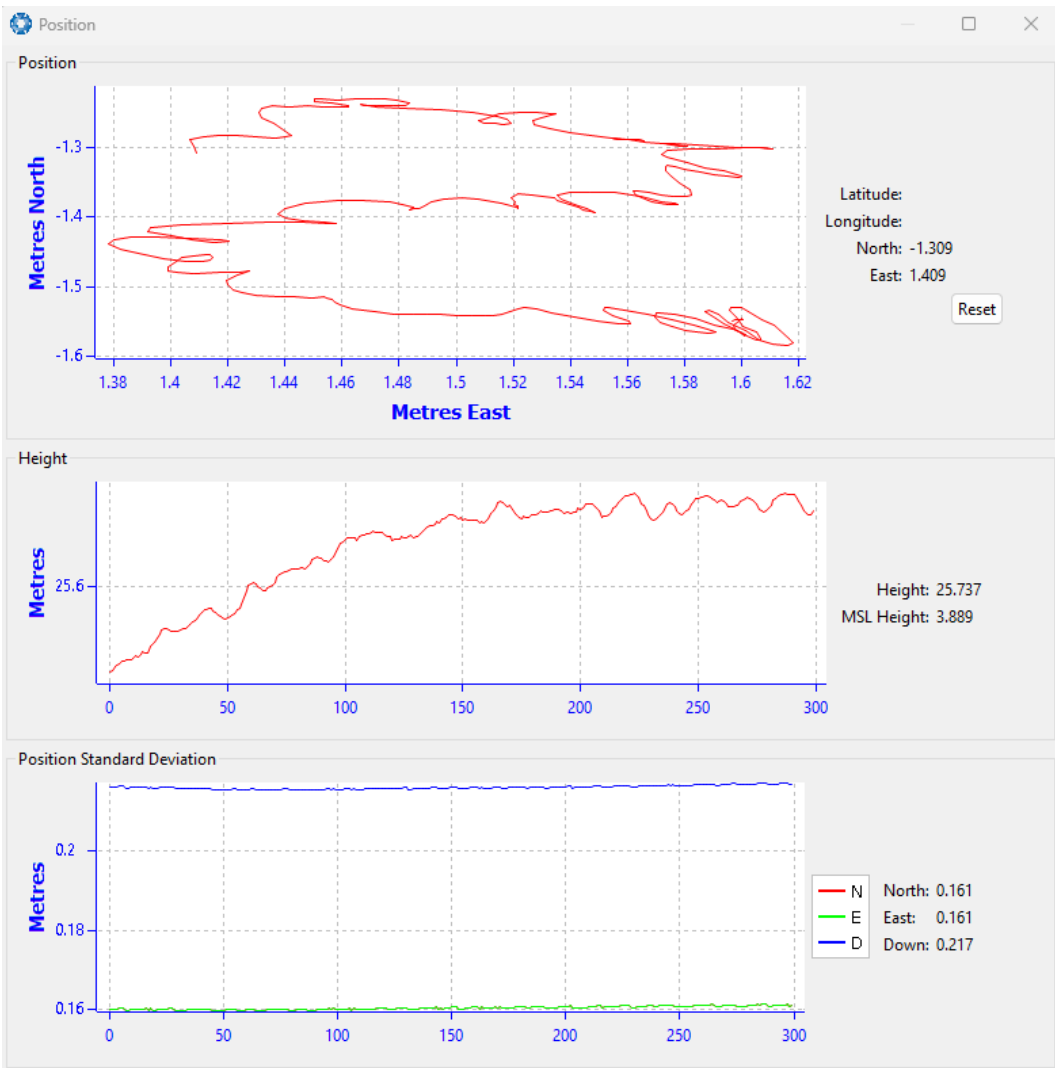 Position
Position
-1.3
-1.4
-1.5
-1.6
Metres North
1.38 1.4 1.42 1.44 1.46 1.48 1.5 1.52 1.54 1.56 1.58 1.6 1.62
Metres East
Latitude:
Longitude:
North: -1.309
East: 1.409
Reset
Height
Metres
25.6
0 50 100 150 200 250 300
Height: 25.737
MSL Height: 3.889
Position Standard Deviation
Metres
0.2
0.18
0.16
0 50 100 150 200 250 300
N North: 0.161
E East: 0.161
D Down: 0.217